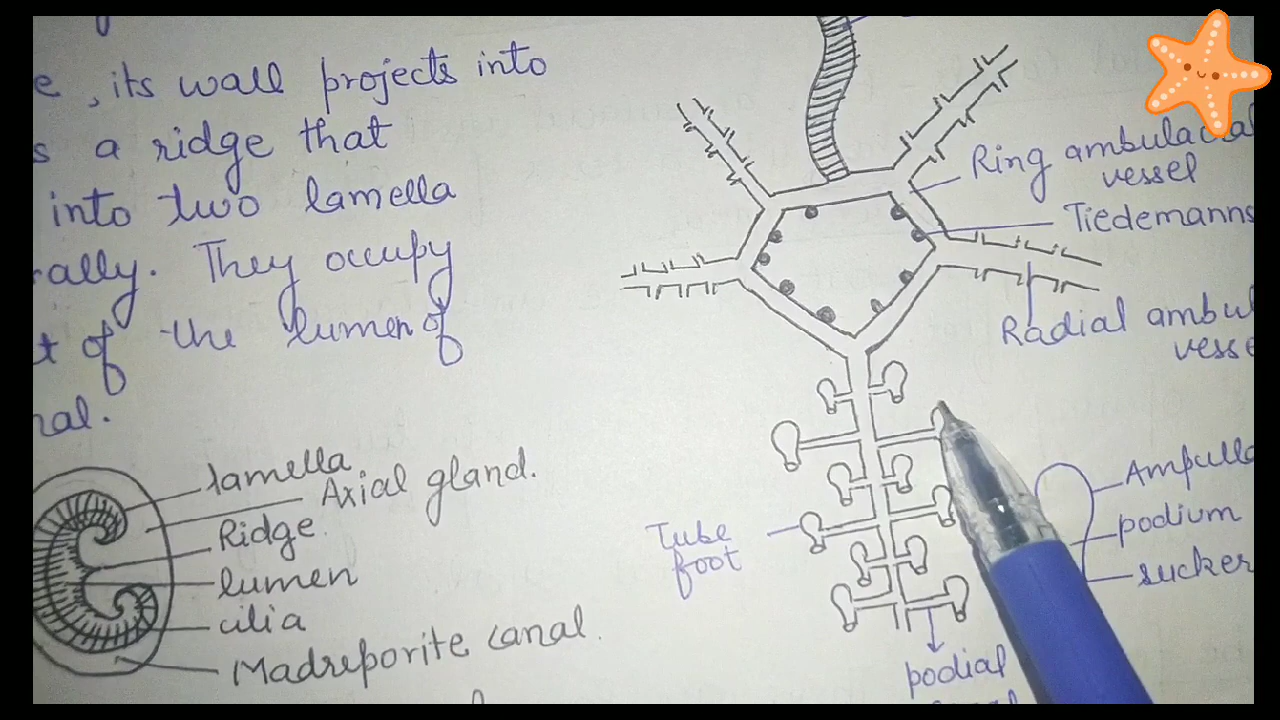 e, its wall projects into
s a ridge that
into two lamella
rally. They occupy
t of the lumen of
nal.
Ring ambulacral
vessel
Tiedemanns
Radial ambul
vesse
lamella
Axial gland.
Ridge
lumen
cilia
Madreporite canal.
Tube
foot
Ampulla
podium
sucker
podial